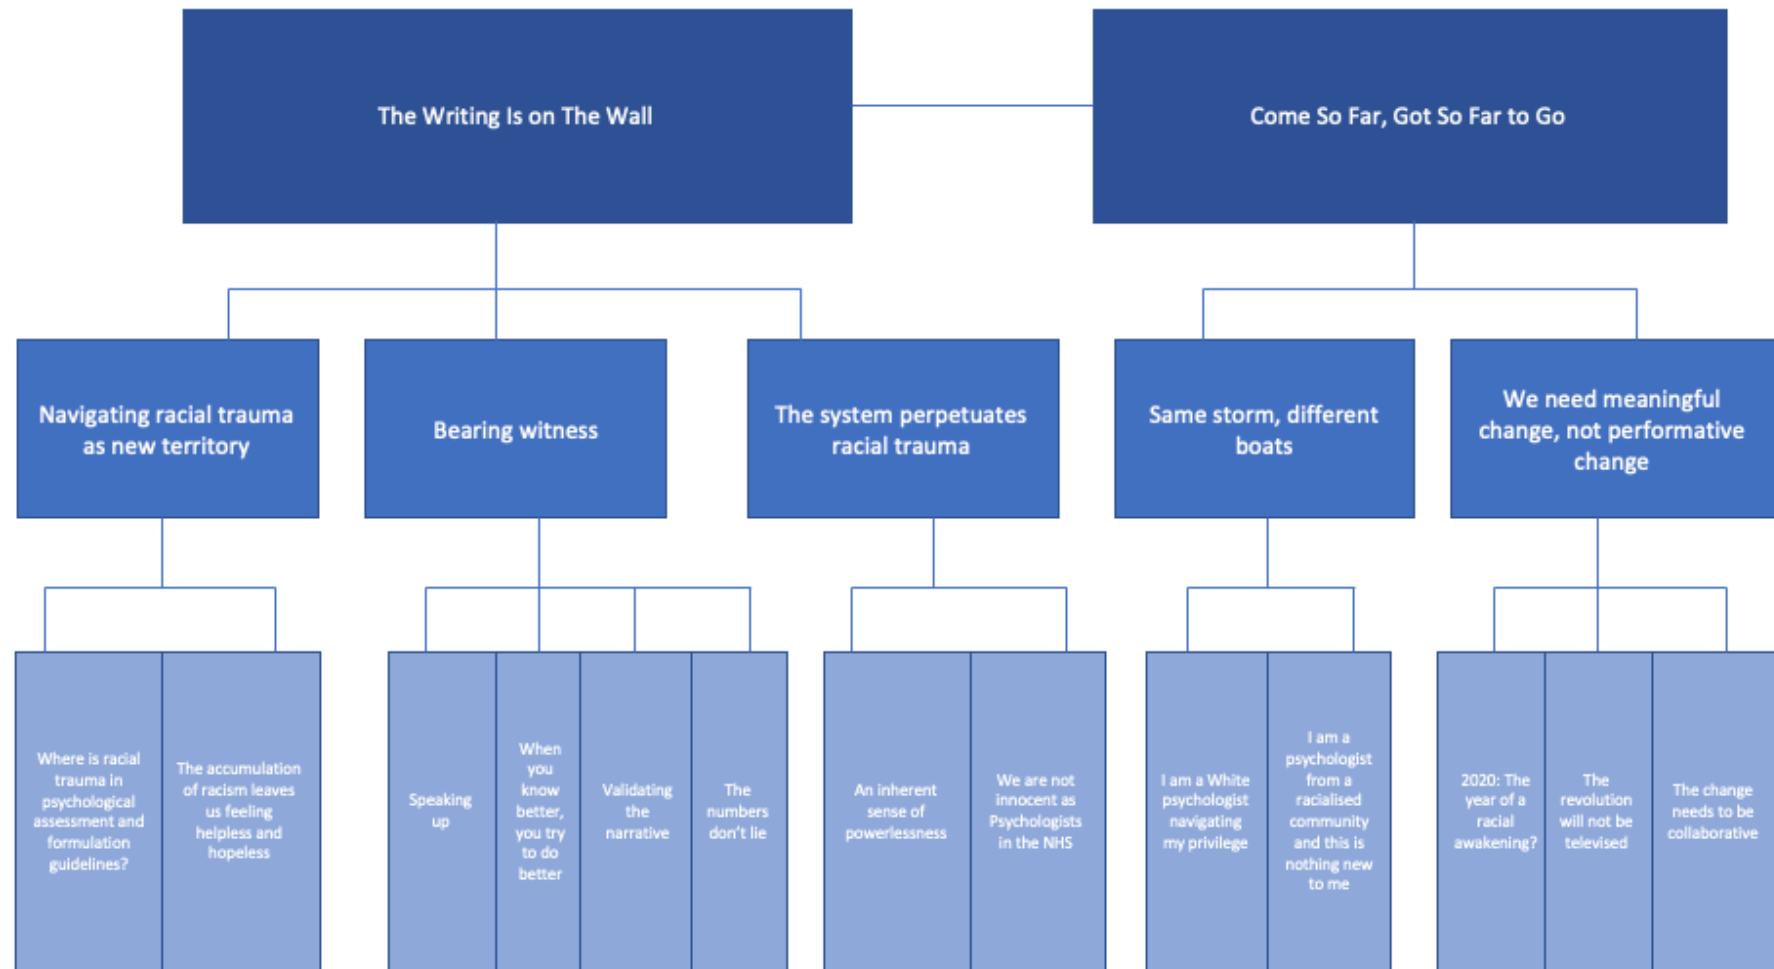 The Writing Is on The Wall
Come So Far, Got So Far to Go
Navigating racial trauma
as new territory
Bearing witness
The system perpetuates
racial trauma
Same storm, different
boats
We need meaningful
change, not performative
change
Where is racial
trauma in
psychological
assessment and
formulation
guidelines?
The accumulation
of racism leaves
us feeling
helpless and
hopeless
Speaking
up
When
you
know
better,
you try
to do
better
Validating
the
narrative
The
numbers
don't lie
An inherent
sense of
powerlessness
We are not
innocent as
Psychologists
in the NHS
I am a White
psychologist
navigating
my privilege
I am a
psychologist
from a
racialised
community
and this is
nothing new
to me
2020: The
year of a
racial
awakening?
The
revolution
will not be
televised
The change
needs to be
collaborative